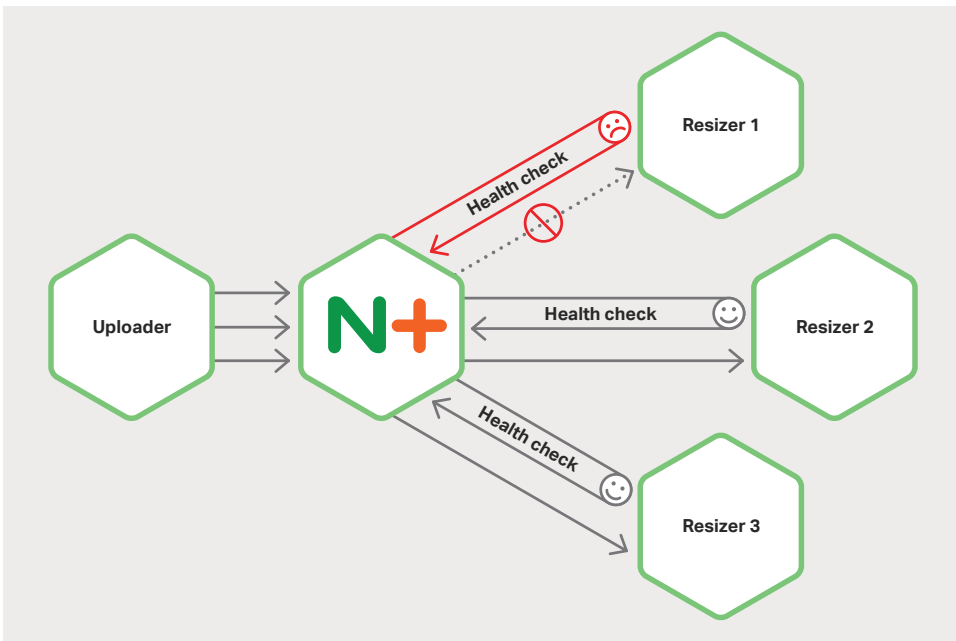 Resizer 1
Health check
Uploader
N+
Health check
Resizer 2
Health check
Resizer 3